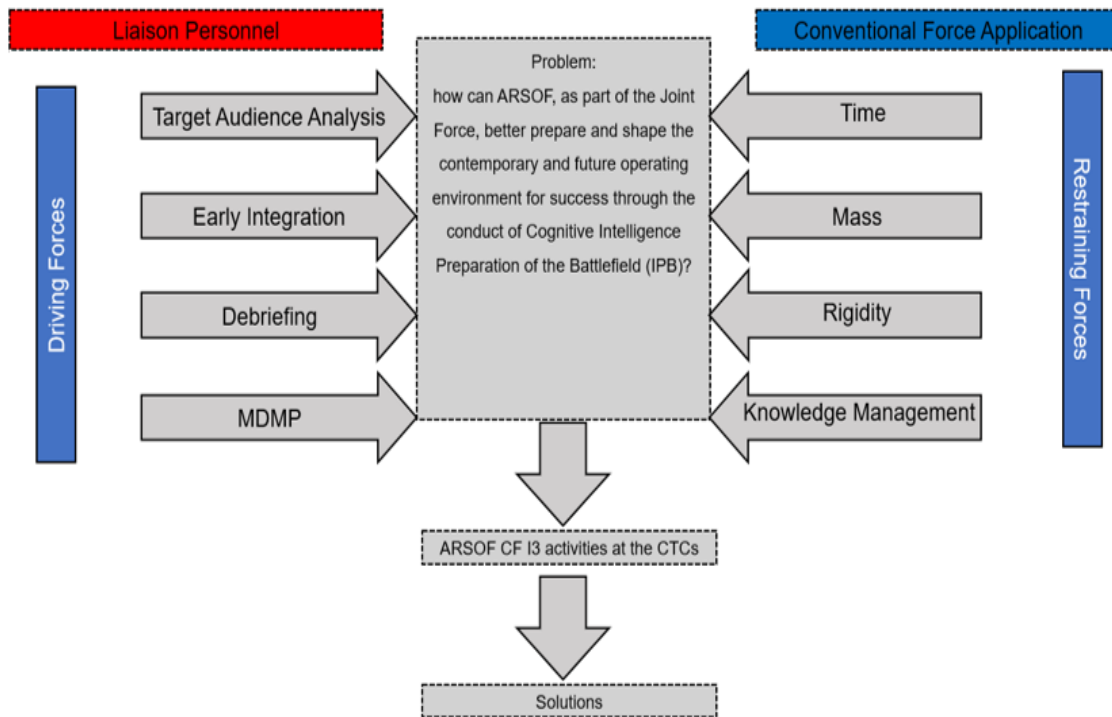 Liaison Personnel
Conventional Force Application
Driving Forces
Target Audience Analysis
Early Integration
Debriefing
MDMP
Problem:
how can ARSOF, as part of the Joint
Force, better prepare and shape the
contemporary and future operating
environment for success through the
conduct of Cognitive Intelligence
Preparation of the Battlefield (IPB)?
Time
Mass
Rigidity
Knowledge Management
Restraining Forces
ARSOF CF I3 activities at the CTCs
Solutions